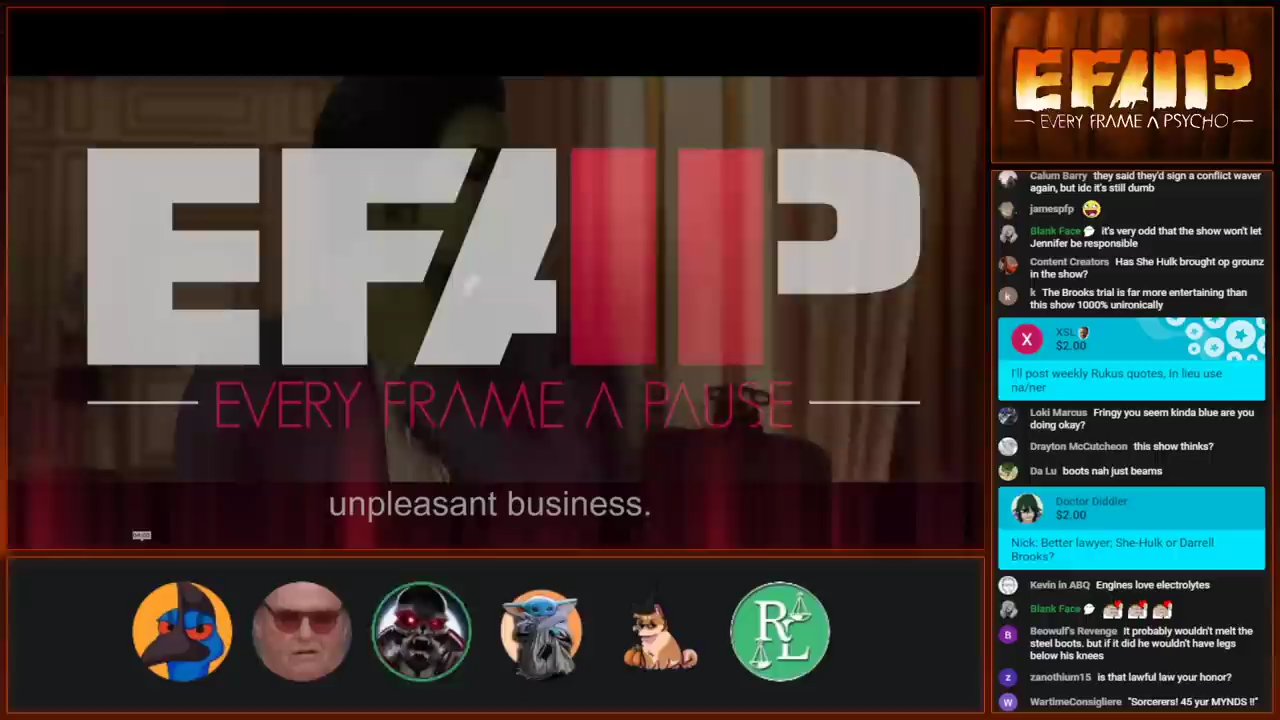 EFAP
EVERY FRAME A PAUSE
unpleasant business.
EFAP
EVERY FRAME A PSYCHO
Calum Barry they said they'd sign a conflict waver
again, but idc it's still dumb
jamespfp
Blank Face it's very odd that the show won't let
Jennifer be responsible
Content Creators Has She Hulk brought op grounz
in the show?
k The Brooks trial is far more entertaining than
this show 1000% unironically
X
XSL
$2.00
I'll post weekly Rukus quotes, In lieu use
na/ner
Loki Marcus Fringy you seem kinda blue are you
doing okay?
Drayton McCutcheon this show thinks?
Da Lu boots nah just beams
Doctor Diddler
$2.00
Nick: Better lawyer; She-Hulk or Darrell
Brooks?
Kevin in ABQ Engines love electrolytes
Blank Face
B Beowulf's Revenge It probably wouldn't melt the
steel boots. but if it did he wouldn't have legs
below his knees
z zanothium15 is that lawful law your honor?
W WartimeConsigliere "Sorcerers! 45 yur MYNDS !!"
RL